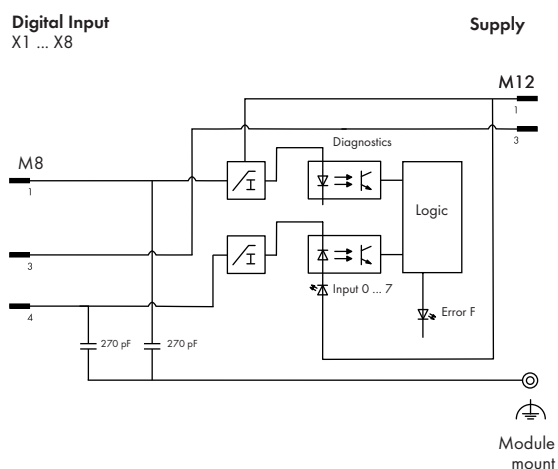 Digital Input
X1 ... X8
Supply
M12
1
3
Diagnostics
M8
1
Logic
3
Input 0 ... 7
4
Error F
270 pF
270 pF
Module
mount